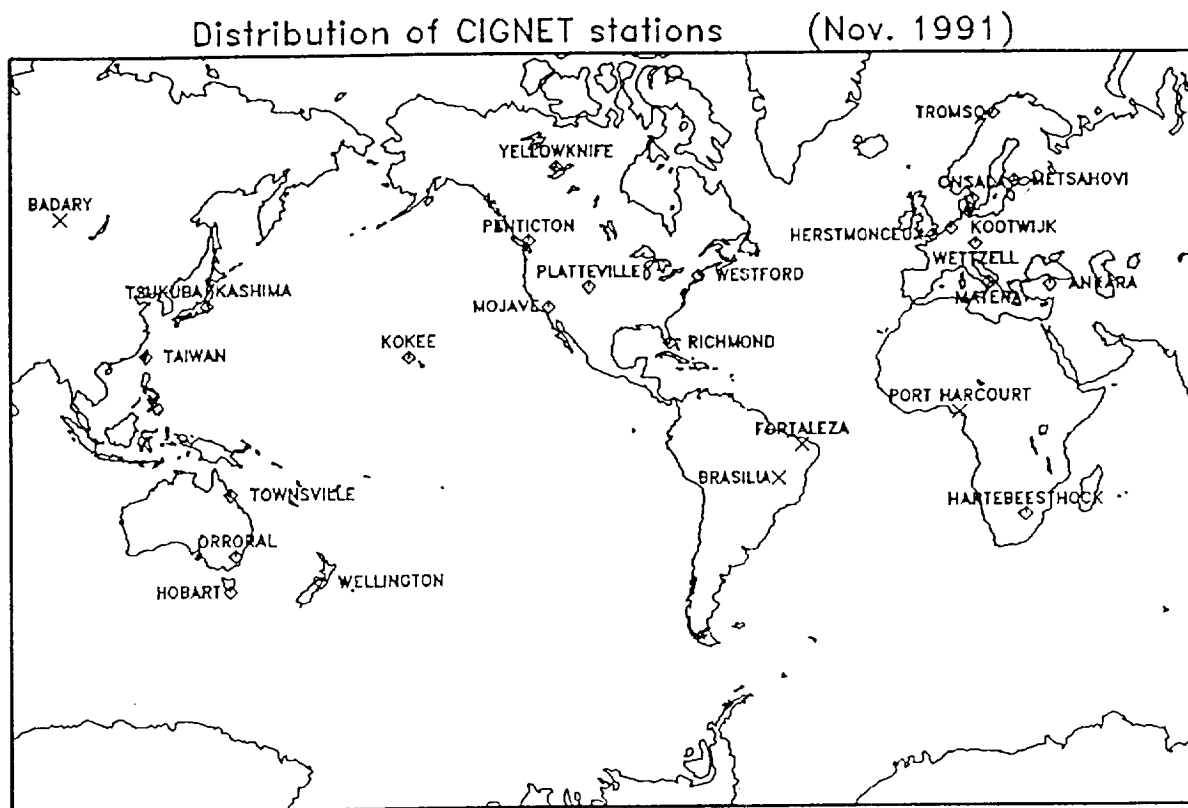 Distribution of CIGNET stations (Nov. 1991)
TROMSO
YELLOWKNIFE
ONSALA
METSAHOVI
BADARY
PENTICTON
HERSTMONCEUX
KOOTWIJK
WETTZELL
PLATTEVILLE
WESTFORD
TSUKUBA/KASHIMA
MATERA
ANKARA
MOJAVE
KOKEE
RICHMOND
TAIWAN
PORT HARCOURT
FORTALEZA
BRASILIA
TOWNSVILLE
HARTEBEESTHOCK
ORRORAL
WELLINGTON
HOBART